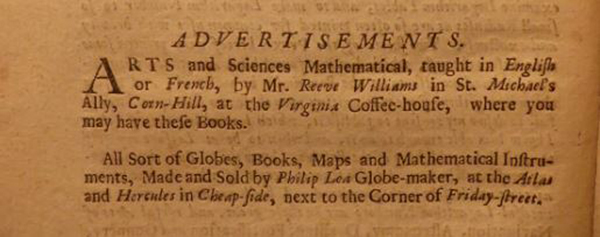 ADVERTISEMENTS.
ARTS and Sciences Mathematical, taught in Engliſh
or French, by Mr. Reeve Williams in St. Michael's
Ally, Corn-Hill, at the Virginia Coffee-houſe, where you
may have theſe Books.
All Sort of Globes, Books, Maps and Mathematical Inſtru-
ments, Made and Sold by Philip Lea Globe-maker, at the Atlas
and Hercules in Cheap-ſide, next to the Corner of Friday-ſtreet.